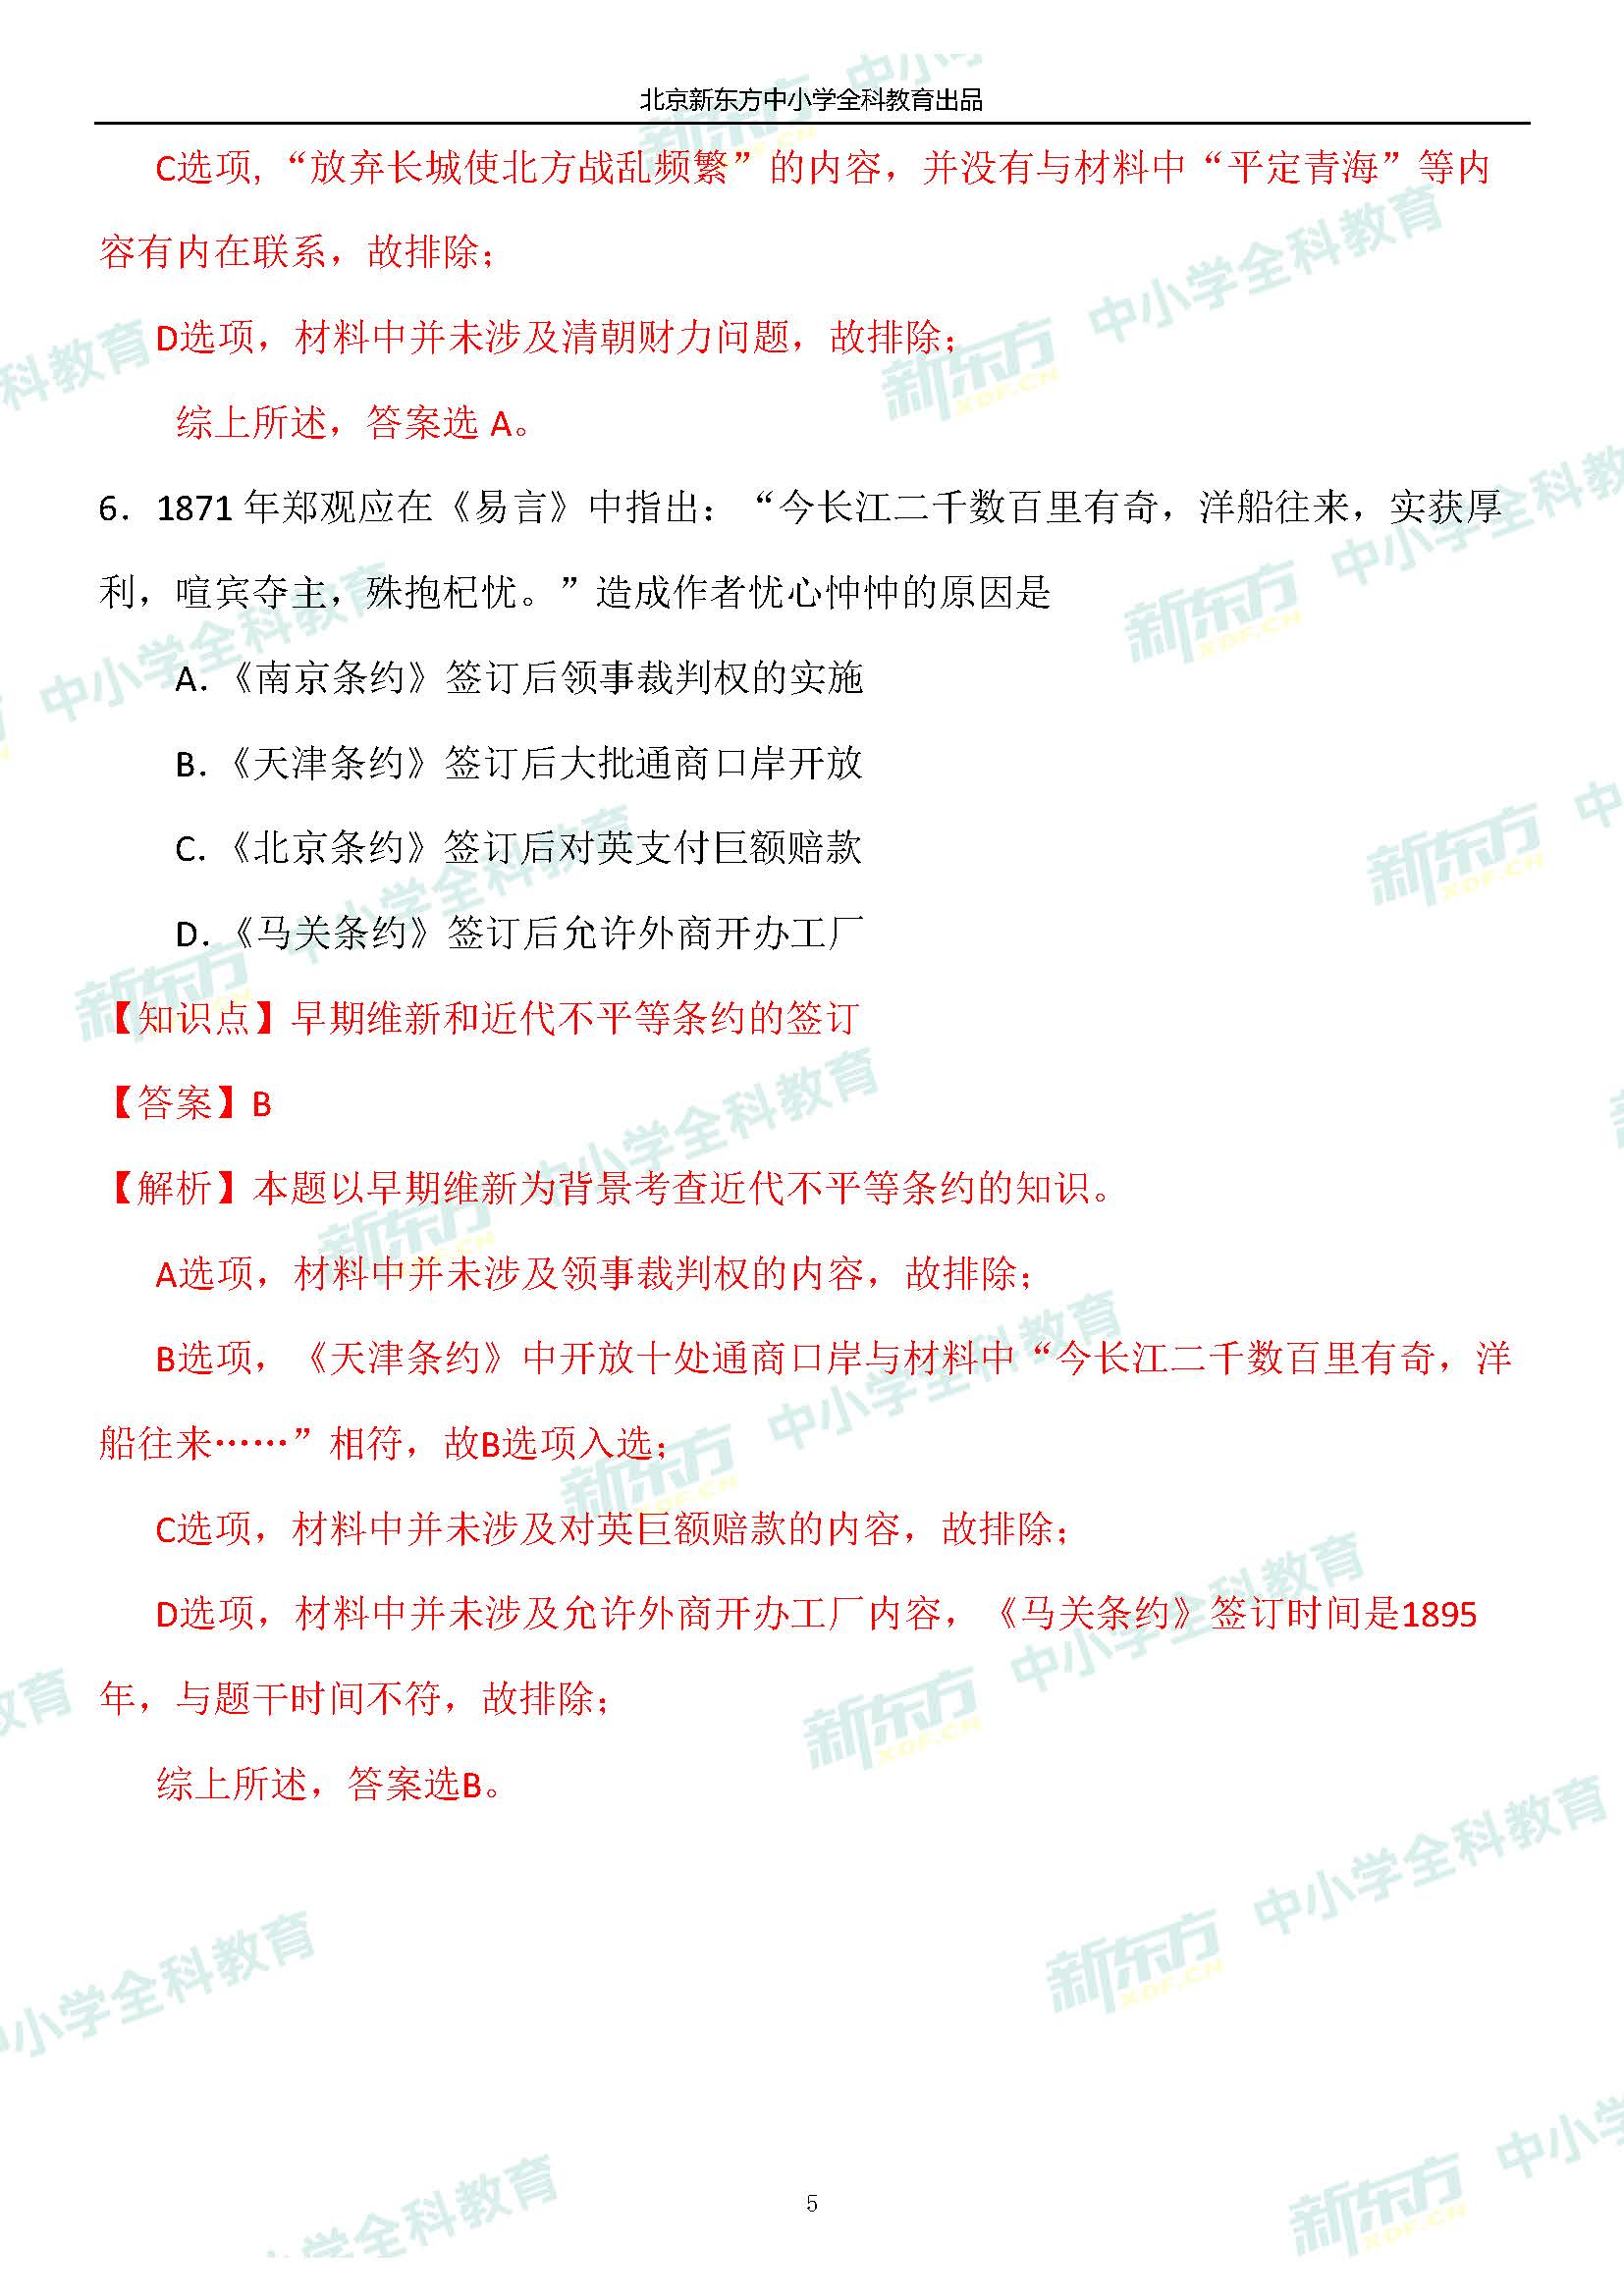 北京新东方中小学全科教育出品
C选项，“放弃长城使北方战乱频繁”的内容，并没有与材料中“平定青海”等内
容有内在联系，故排除；
D选项，材料中并未涉及清朝财力问题，故排除；
综上所述，答案选 A。
6．1871 年郑观应在《易言》中指出：“今长江二千数百里有奇，洋船往来，实获厚
利，喧宾夺主，殊抱杞忧。”造成作者忧心忡忡的原因是
A．《南京条约》签订后领事裁判权的实施
B．《天津条约》签订后大批通商口岸开放
C．《北京条约》签订后对英支付巨额赔款
D．《马关条约》签订后允许外商开办工厂
【知识点】早期维新和近代不平等条约的签订
【答案】B
【解析】本题以早期维新为背景考查近代不平等条约的知识。
A选项，材料中并未涉及领事裁判权的内容，故排除；
B选项，《天津条约》中开放十处通商口岸与材料中“今长江二千数百里有奇，洋
船往来……”相符，故B选项入选；
C选项，材料中并未涉及对英巨额赔款的内容，故排除；
D选项，材料中并未涉及允许外商开办工厂内容，《马关条约》签订时间是1895
年，与题干时间不符，故排除；
综上所述，答案选B。
5
新东方 XDF.CN 中小学全科教育